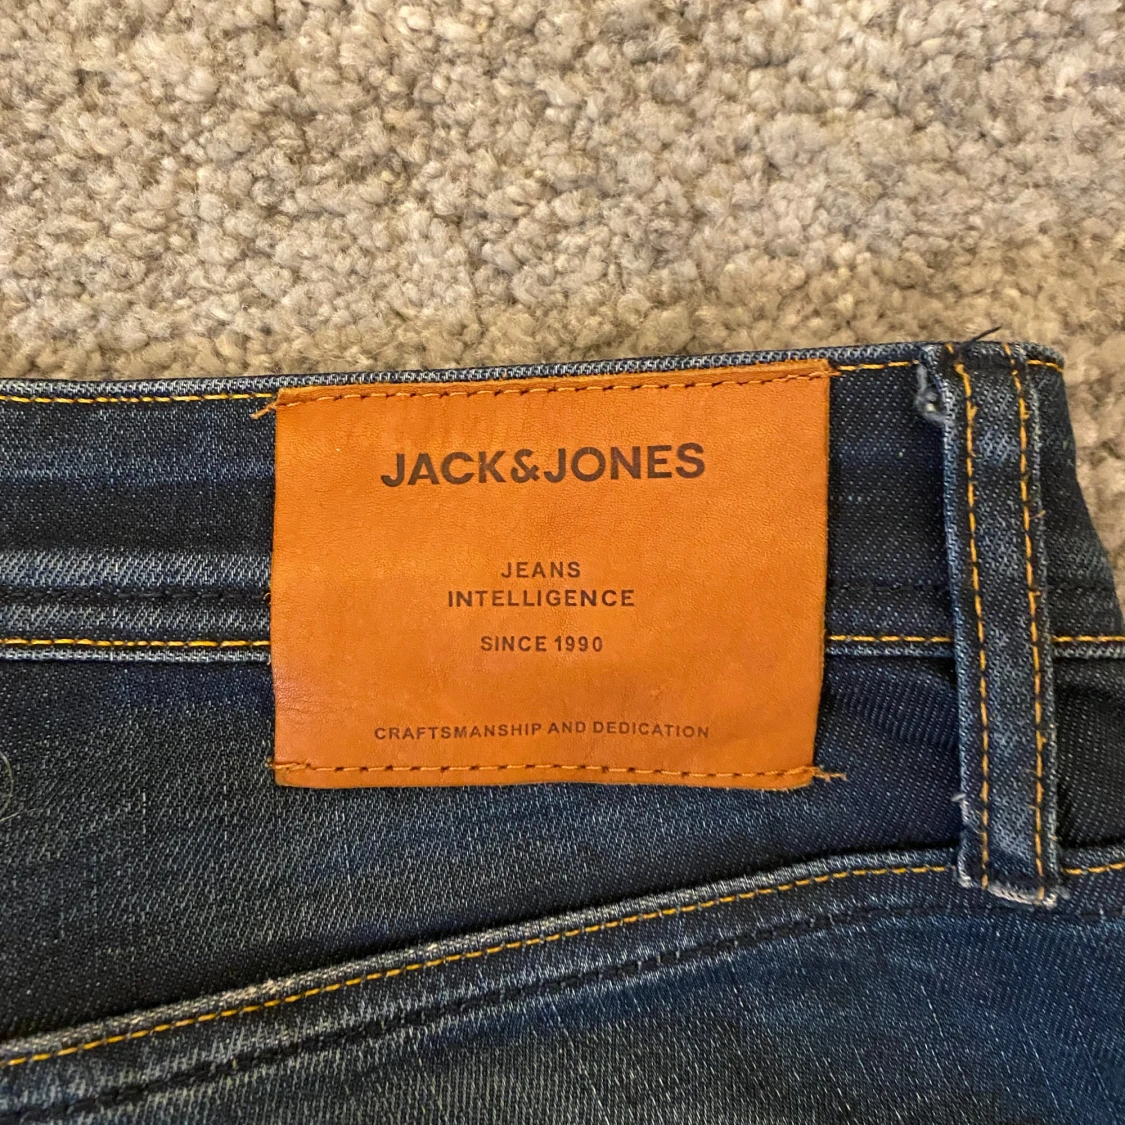 JACK&JONES
JEANS
INTELLIGENCE
SINCE 1990
CRAFTSMANSHIP AND DEDICATION